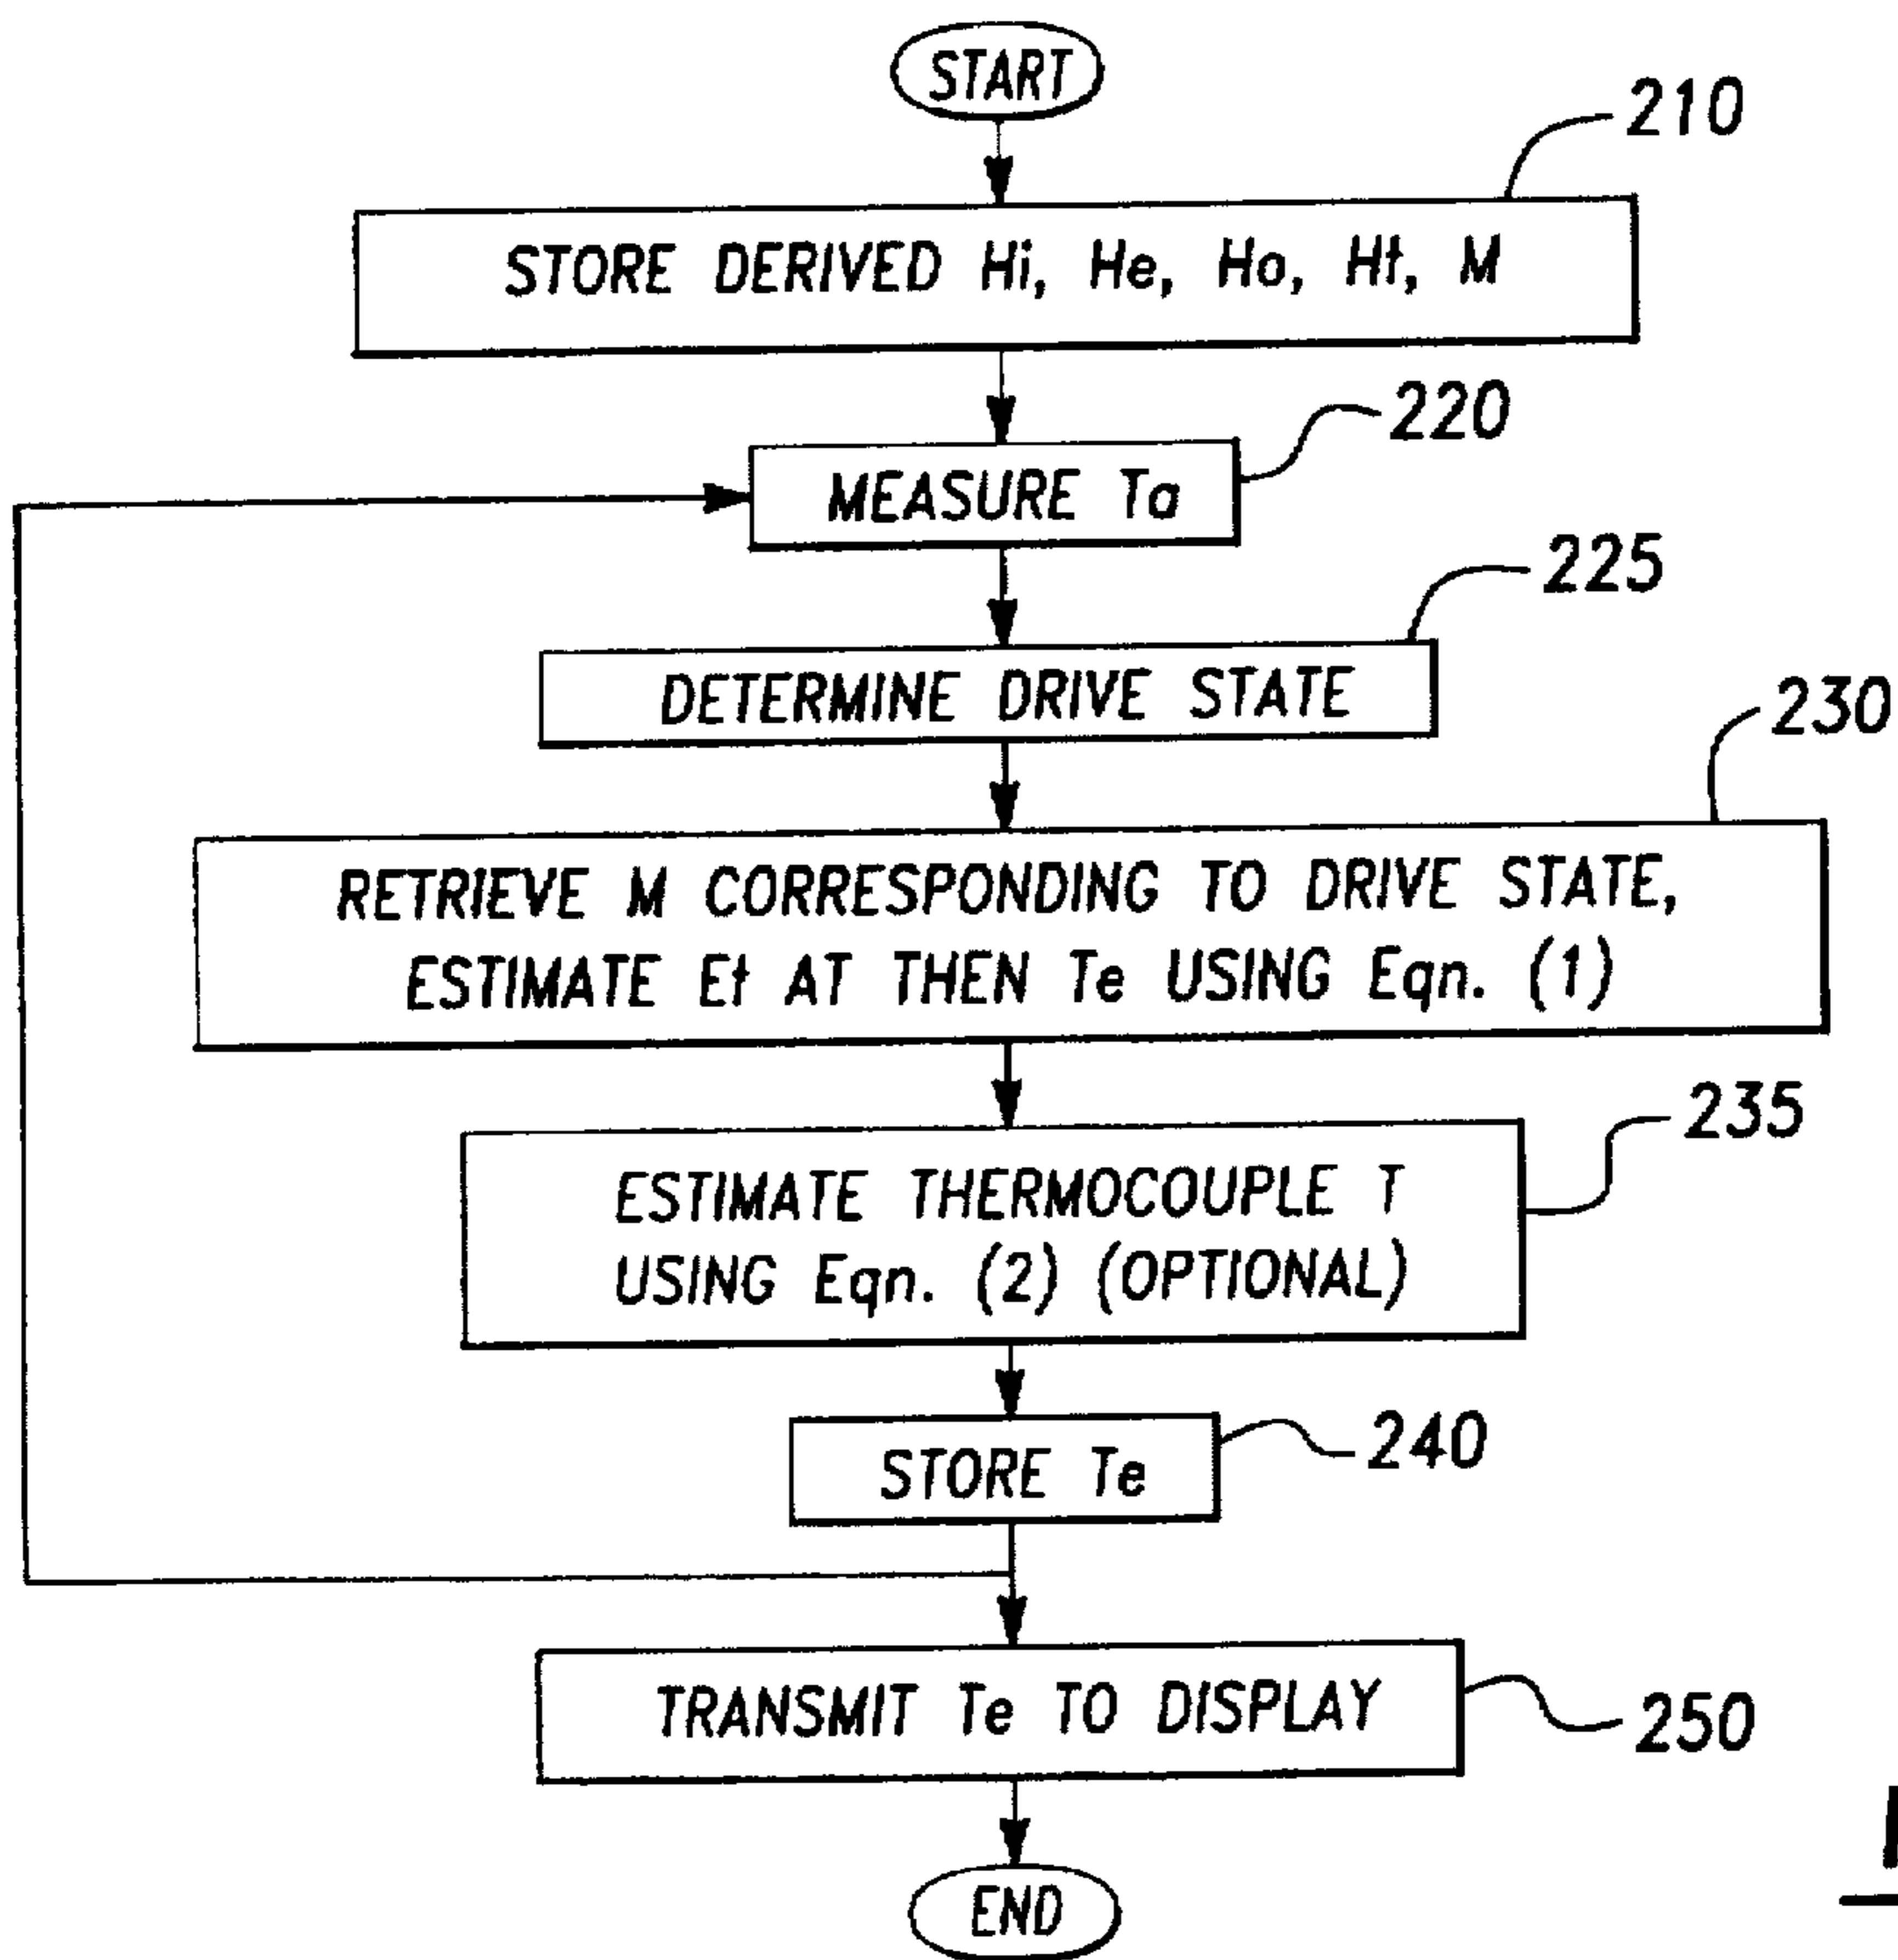 START
210
STORE DERIVED Hi, He, Ho, Ht, M
220
MEASURE Ta
225
DETERMINE DRIVE STATE
230
RETRIEVE M CORRESPONDING TO DRIVE STATE,
ESTIMATE Et AT THEN Te USING Eqn. (1)
235
ESTIMATE THERMOCOUPLE T
USING Eqn. (2) (OPTIONAL)
240
STORE Te
TRANSMIT Te TO DISPLAY
250
END